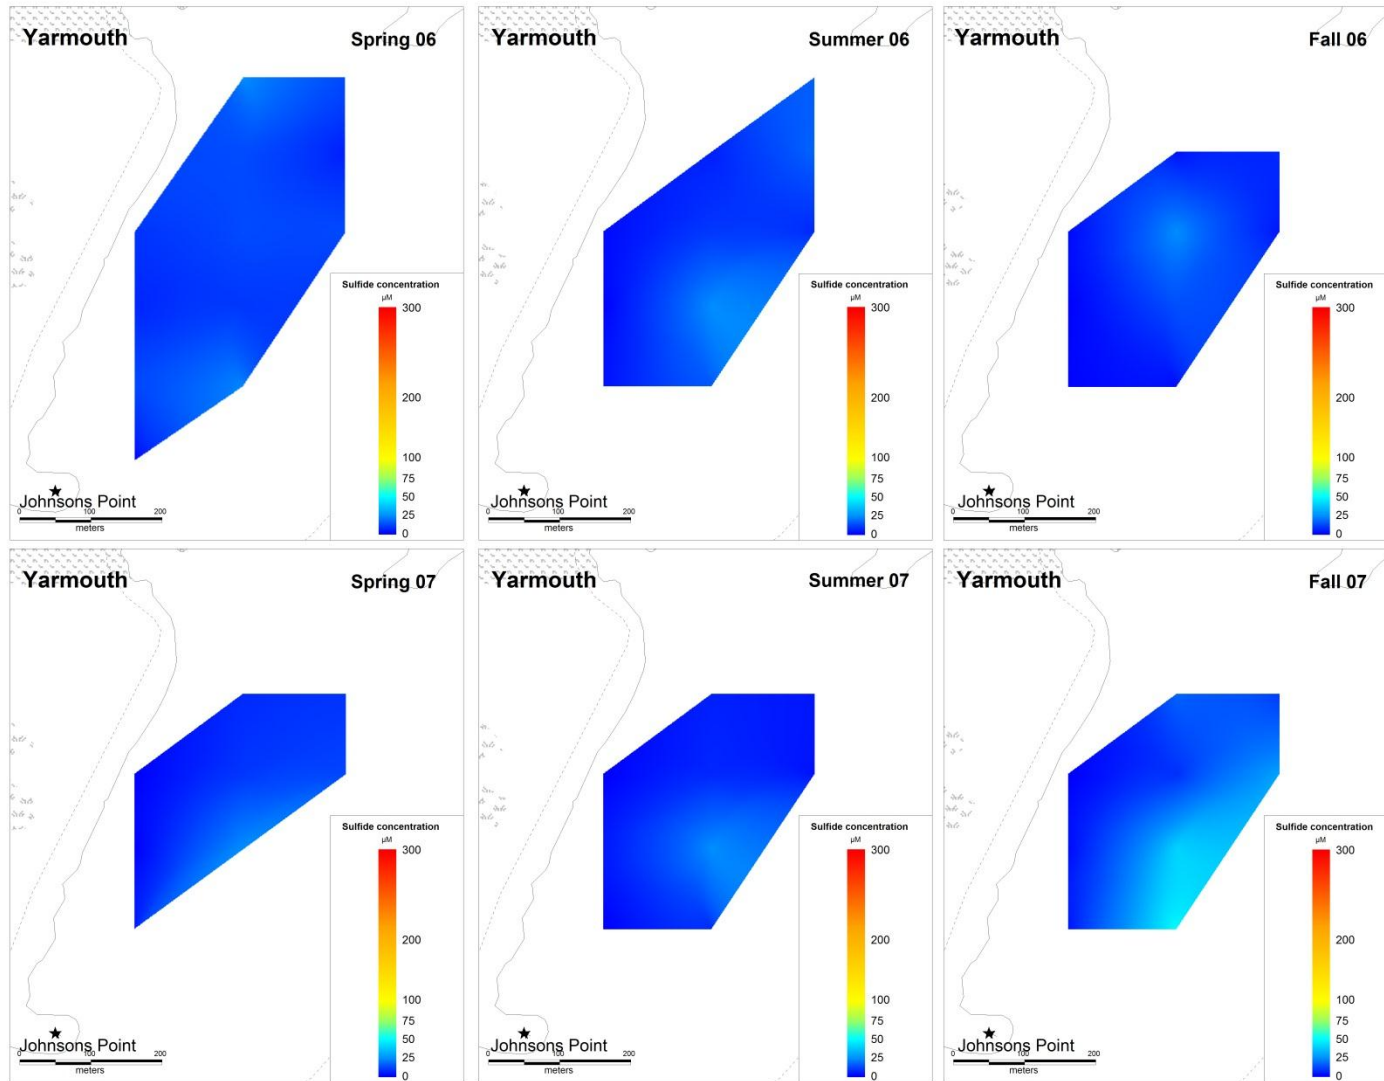 Yarmouth Spring 06
Sulfide concentration
µM
300
200
100
75
50
25
0
Johnsons Point
0 100 200
meters
Yarmouth Summer 06
Sulfide concentration
µM
300
200
100
75
50
25
0
Johnsons Point
0 100 200
meters
Yarmouth Fall 06
Sulfide concentration
µM
300
200
100
75
50
25
0
Johnsons Point
0 100 200
meters
Yarmouth Spring 07
Sulfide concentration
µM
300
200
100
75
50
25
0
Johnsons Point
0 100 200
meters
Yarmouth Summer 07
Sulfide concentration
µM
300
200
100
75
50
25
0
Johnsons Point
0 100 200
meters
Yarmouth Fall 07
Sulfide concentration
µM
300
200
100
75
50
25
0
Johnsons Point
0 100 200
meters